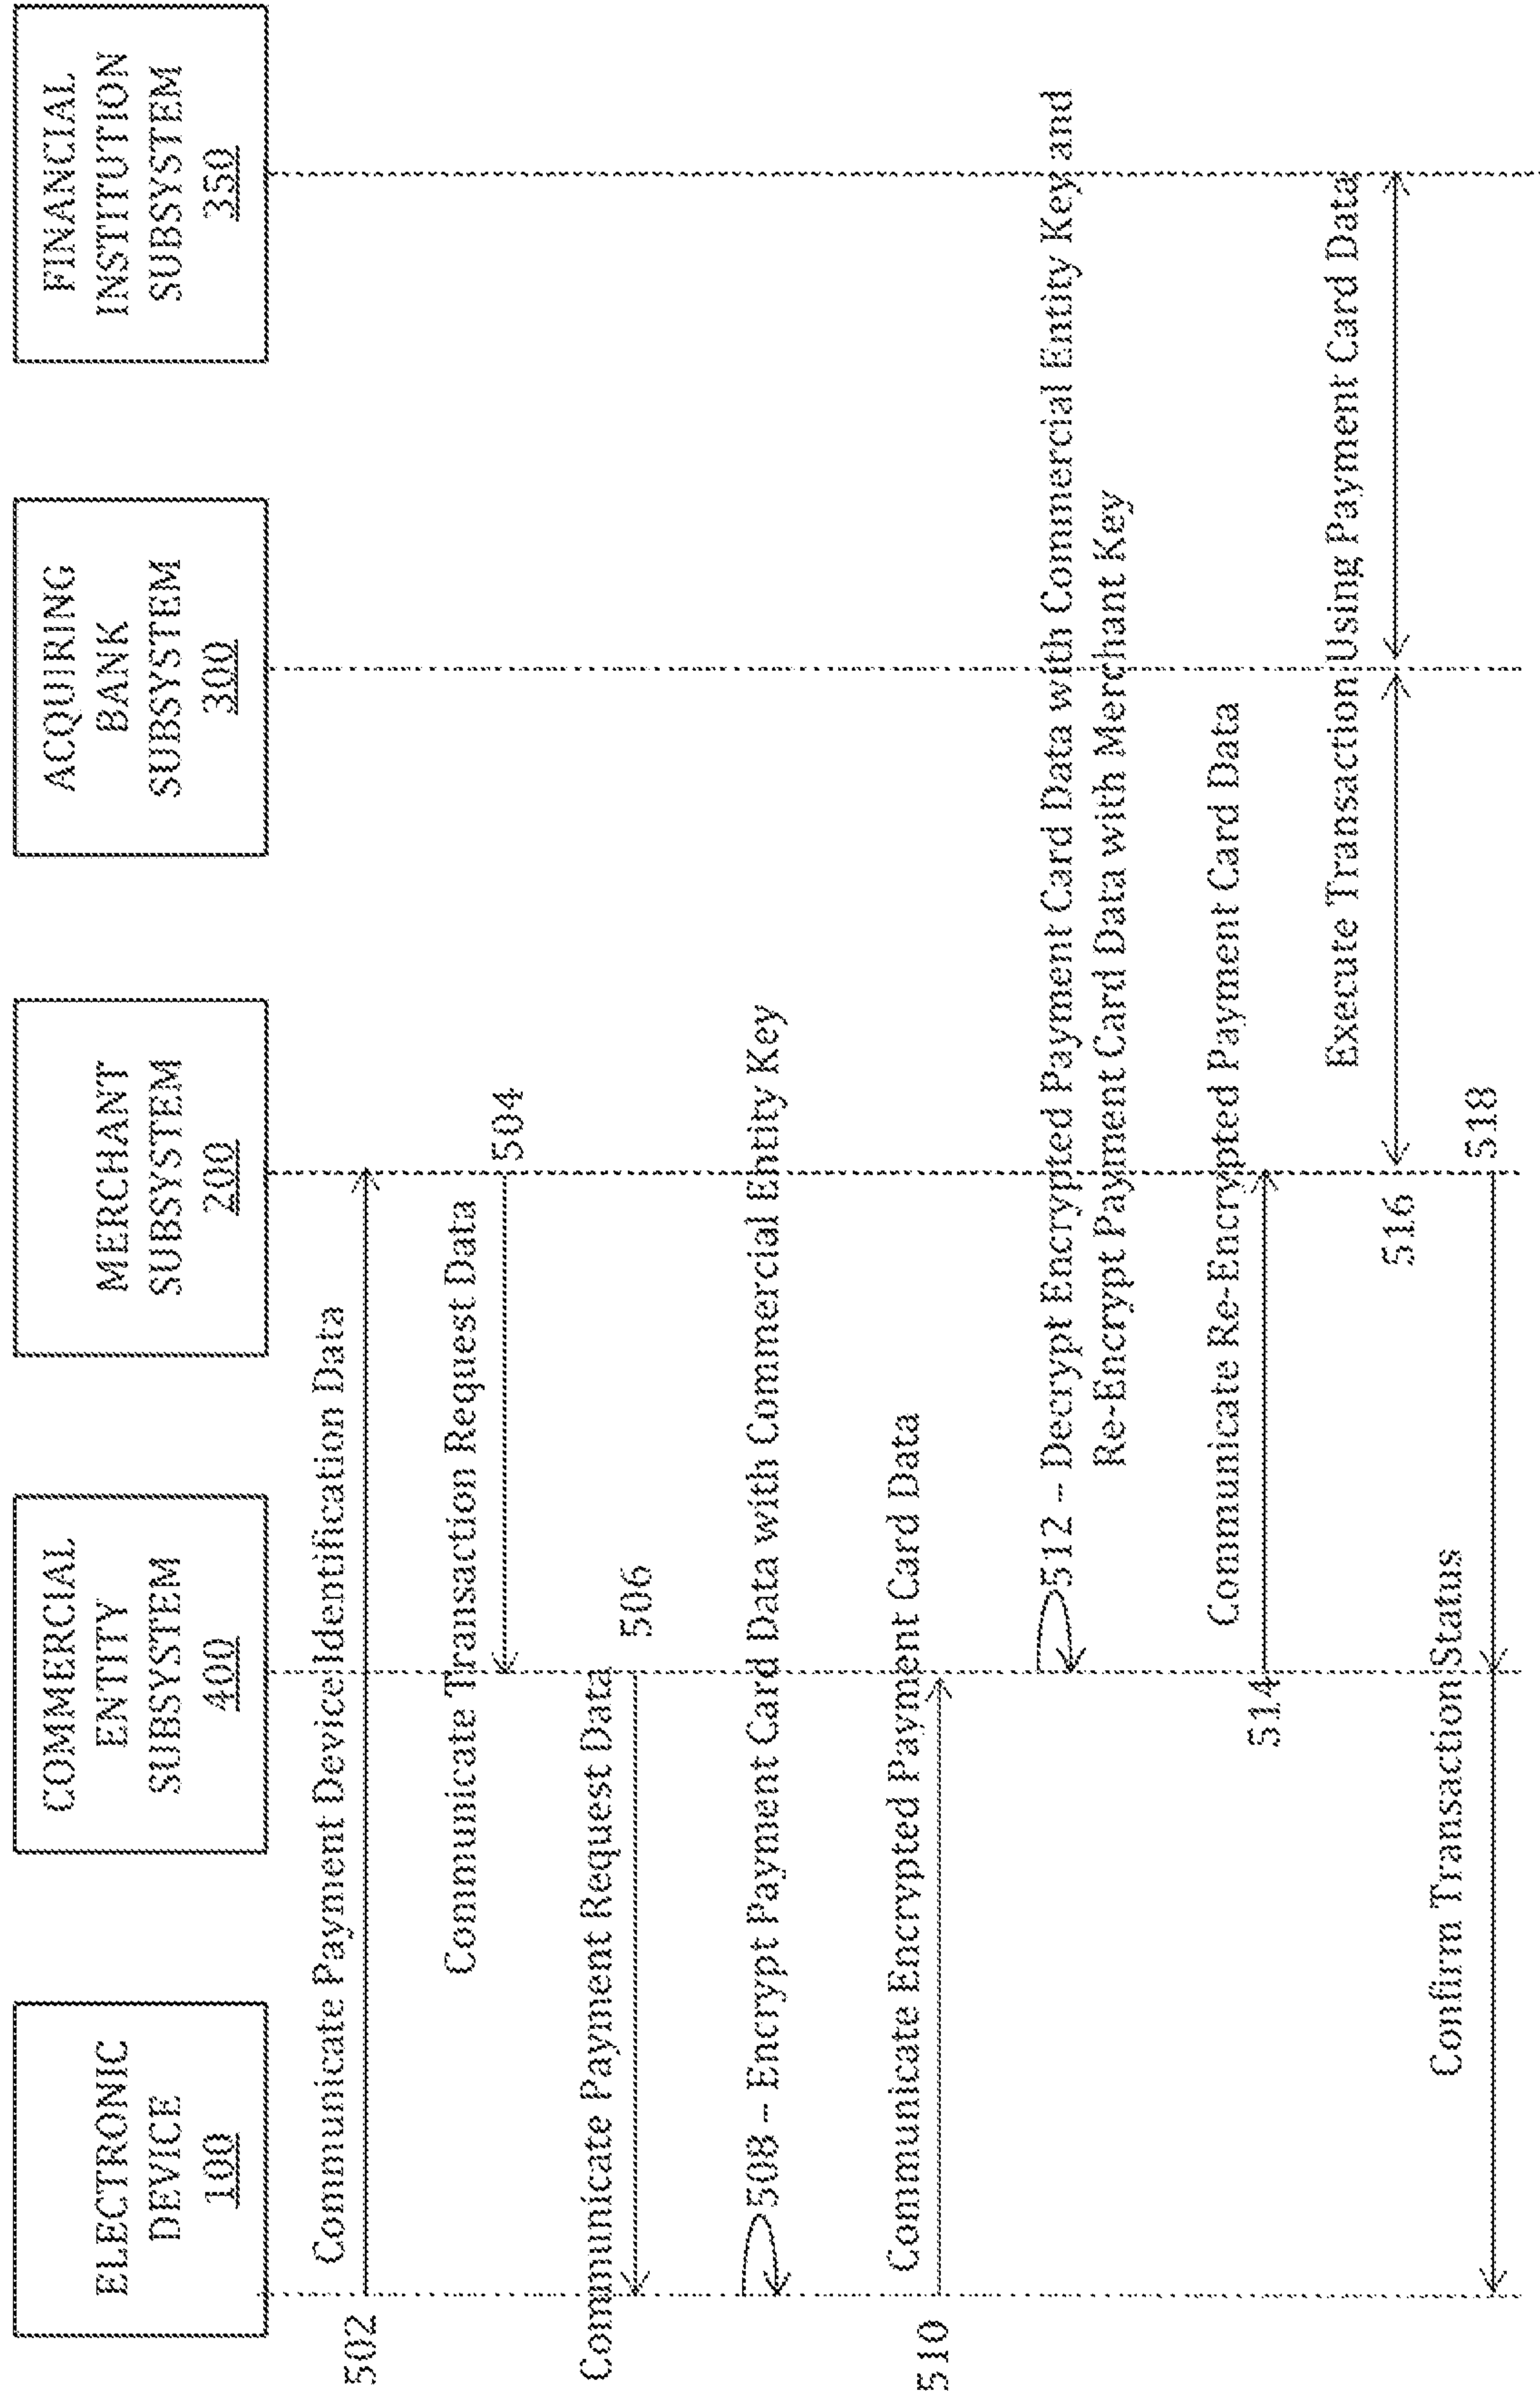 ELECTRONIC
DEVICE
100
COMMERCIAL
ENTITY
SUBSYSTEM
400
MERCHANT
SUBSYSTEM
200
ACQUIRING
BANK
SUBSYSTEM
300
FINANCIAL
INSTITUTION
SUBSYSTEM
350
Communicate Payment Device Identification Data
502
Communicate Transaction Request Data
504
Communicate Payment Request Data
506
508 – Encrypt Payment Card Data with Commercial Entity Key
Communicate Encrypted Payment Card Data
510
512 – Decrypt Encrypted Payment Card Data with Commercial Entity Key and
Re-Encrypt Payment Card Data with Merchant Key
Communicate Re-Encrypted Payment Card Data
514
Execute Transaction Using Payment Card Data
516
Confirm Transaction Status
518